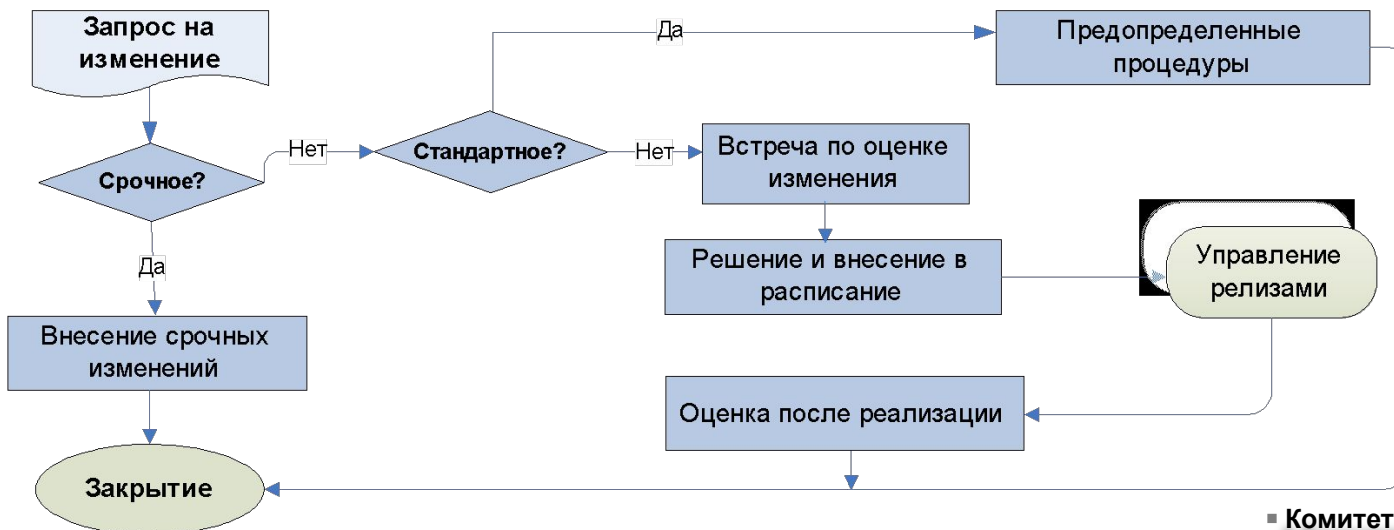 Запрос на
изменение
Да
Предопределенные
процедуры
Срочное?
Нет
Стандартное?
Нет
Встреча по оценке
изменения
Да
Решение и внесение в
расписание
Управление
релизами
Внесение срочных
изменений
Оценка после реализации
Закрытие
▪ Комитет